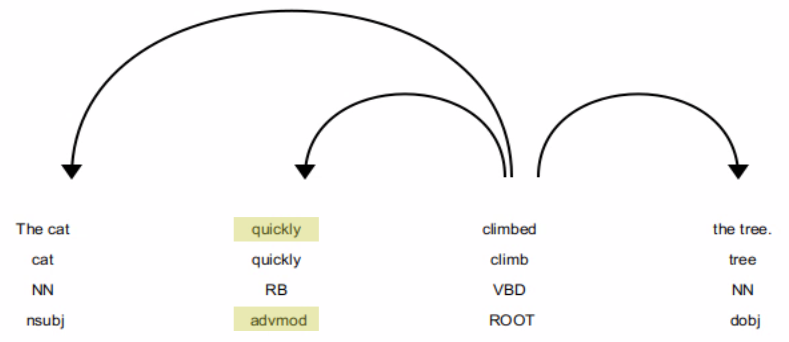 The cat quickly climbed the tree.
cat quickly climb tree
NN RB VBD NN
nsubj advmod ROOT dobj